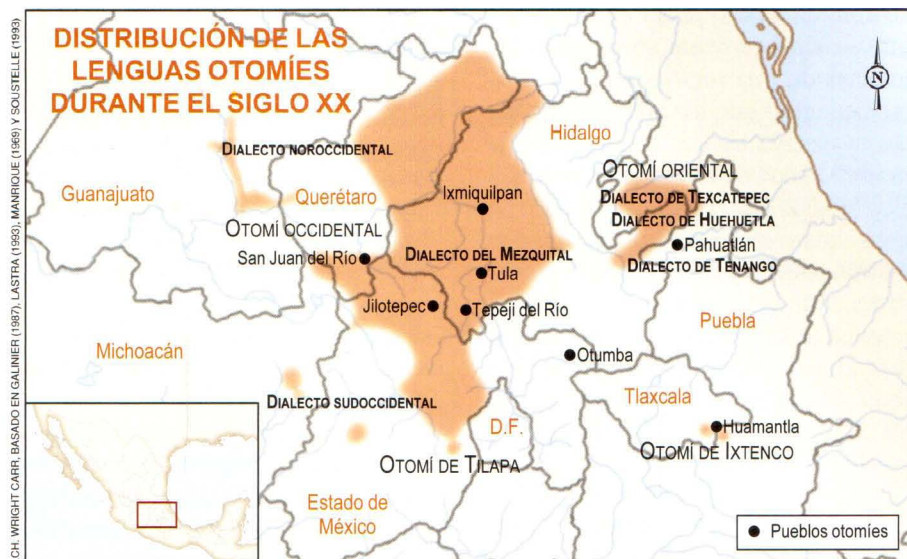 DISTRIBUCIÓN DE LAS
LENGUAS OTOMÍES
DURANTE EL SIGLO XX
N
Hidalgo
DIALECTO NOROCCIDENTAL
OTOMÍ ORIENTAL
Guanajuato
Querétaro
Ixmiquilpan
DIALECTO DE TEXCATEPEC
DIALECTO DE HUEHUETLA
OTOMÍ OCCIDENTAL
Pahuatlán
San Juan del Río
DIALECTO DEL MEZQUITAL
DIALECTO DE TENANGO
Tula
Jilotepec
Tepeji del Río
Puebla
Michoacán
Otumba
DIALECTO SUDOCCIDENTAL
Tlaxcala
D.F.
Huamantla
OTOMÍ DE TILAPA
OTOMÍ DE IXTENCO
Estado de
México
Pueblos otomíes
CH. WRIGHT CARR, BASADO EN GALINIER (1987), LASTRA (1993), MANRIQUE (1969) Y SOUSTELLE (1993)